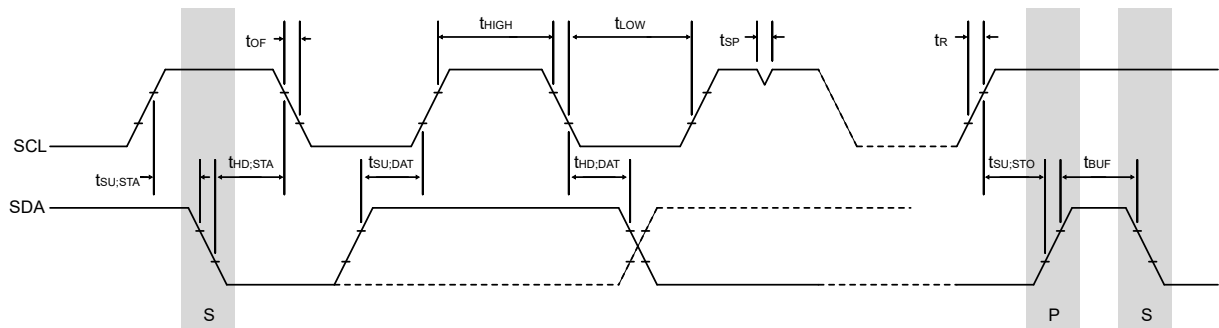 tOF
tHIGH
tLOW
tSP
tR
SCL
tSU;STA
tHD;STA
tSU;DAT
tHD;DAT
tSU;STO
tBUF
SDA
S
P
S